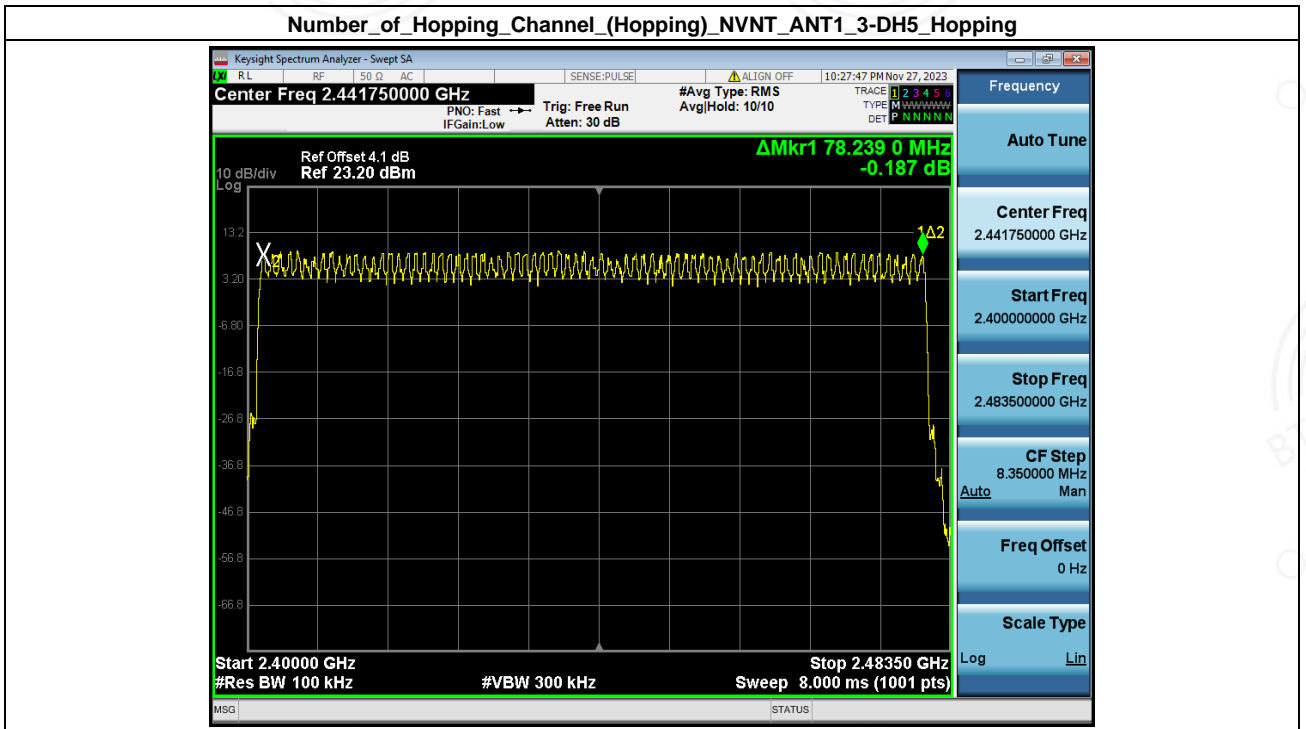 Number_of_Hopping_Channel_(Hopping)_NVNT_ANT1_3-DH5_Hopping
Keysight Spectrum Analyzer - Swept SA
LXI RL RF 50 Ω AC SENSE:PULSE ALIGN OFF 10:27:47 PM Nov 27, 2023
Center Freq 2.441750000 GHz
PNO: Fast
IFGain:Low
Trig: Free Run
Atten: 30 dB
#Avg Type: RMS
Avg|Hold: 10/10
TRACE 1 2 3 4 5 6
TYPE M WWWWW
DET P N N N N N
ΔMkr1 78.239 0 MHz
-0.187 dB
Ref Offset 4.1 dB
10 dB/div Ref 23.20 dBm
Log
13.2
3.20
-6.80
-16.8
-26.8
-36.8
-46.8
-56.8
-66.8
X2
1Δ2
Start 2.40000 GHz Stop 2.48350 GHz
#Res BW 100 kHz #VBW 300 kHz Sweep 8.000 ms (1001 pts)
MSG STATUS
Frequency
Auto Tune
Center Freq
2.441750000 GHz
Start Freq
2.400000000 GHz
Stop Freq
2.483500000 GHz
CF Step
8.350000 MHz
Auto Man
Freq Offset
0 Hz
Scale Type
Log Lin